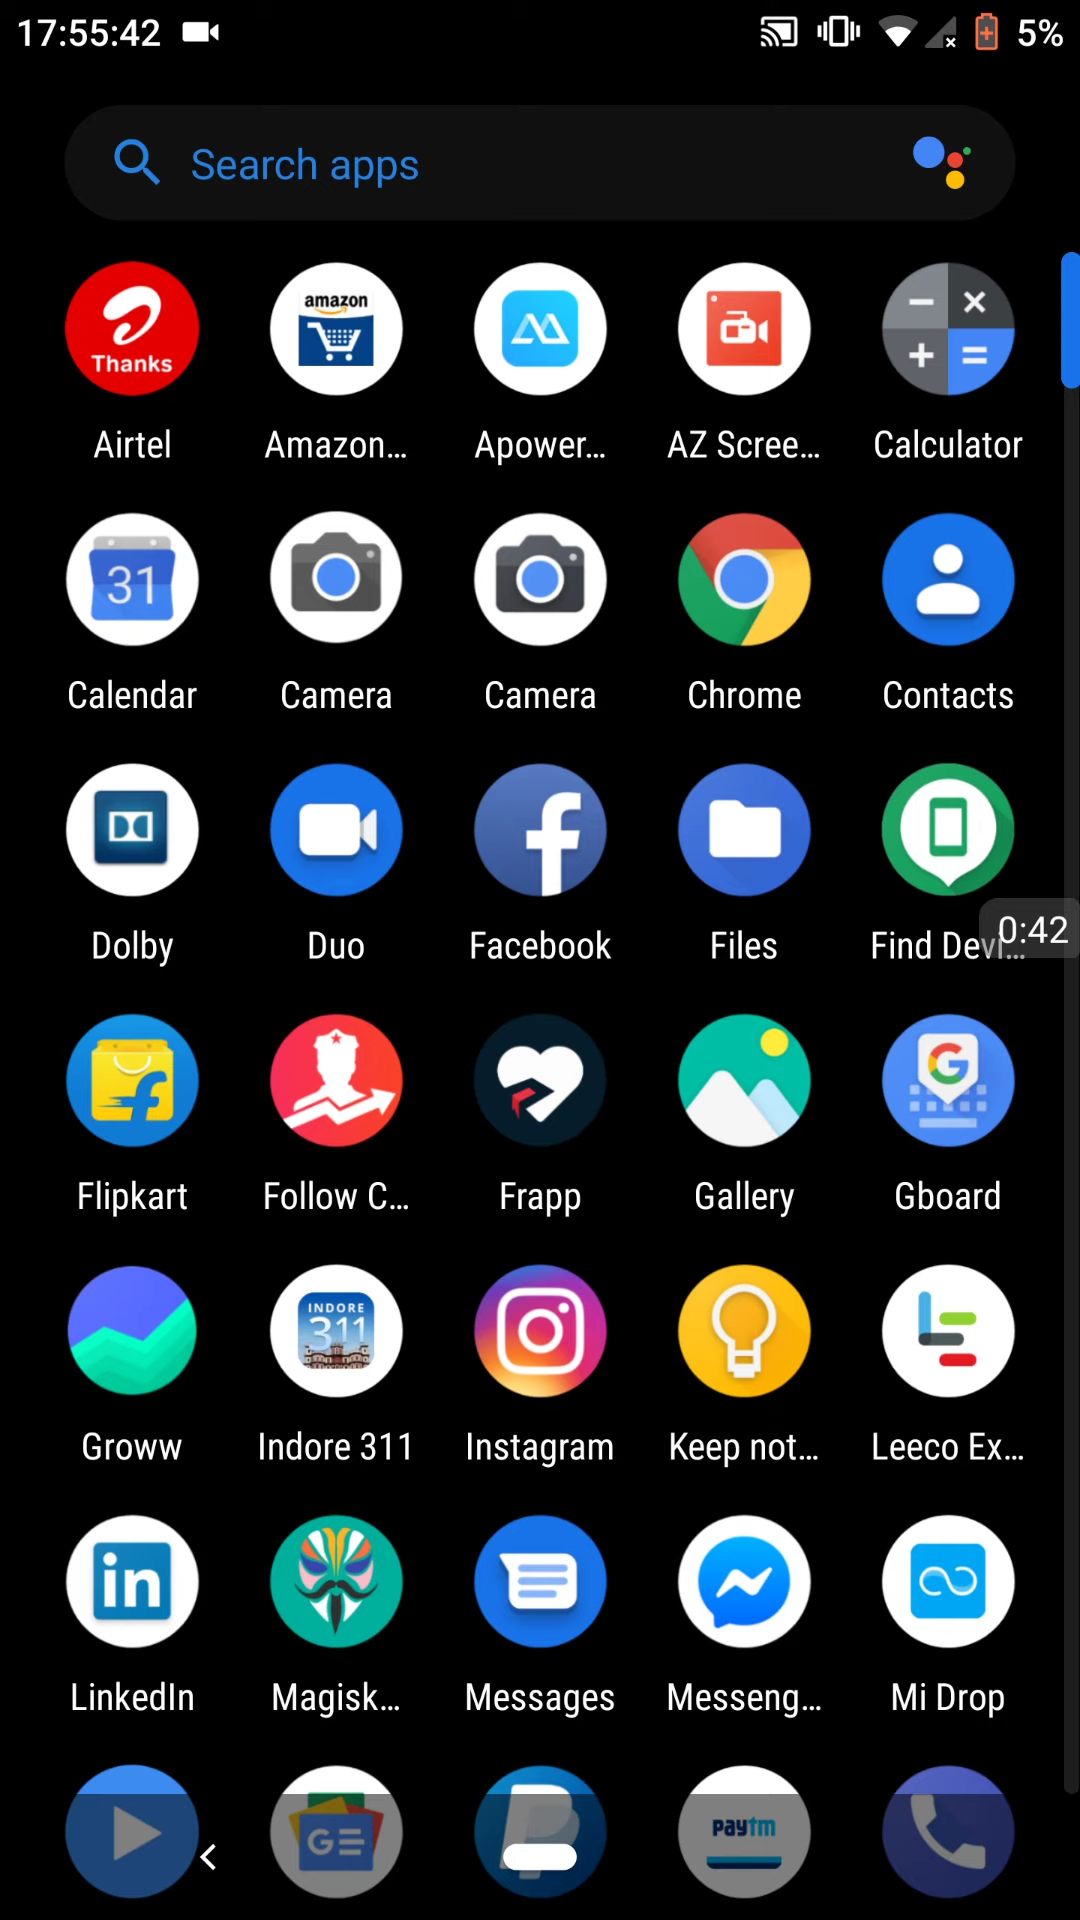 17:55:42 5%
Search apps
Thanks
amazon
Airtel Amazon... Apower... AZ Scree... Calculator
31
Calendar Camera Camera Chrome Contacts
0:42
Dolby Duo Facebook Files Find Devi...
Flipkart Follow C... Frapp Gallery Gboard
INDORE
311
Groww Indore 311 Instagram Keep not... Leeco Ex...
in
LinkedIn Magisk... Messages Messeng... Mi Drop
paytm